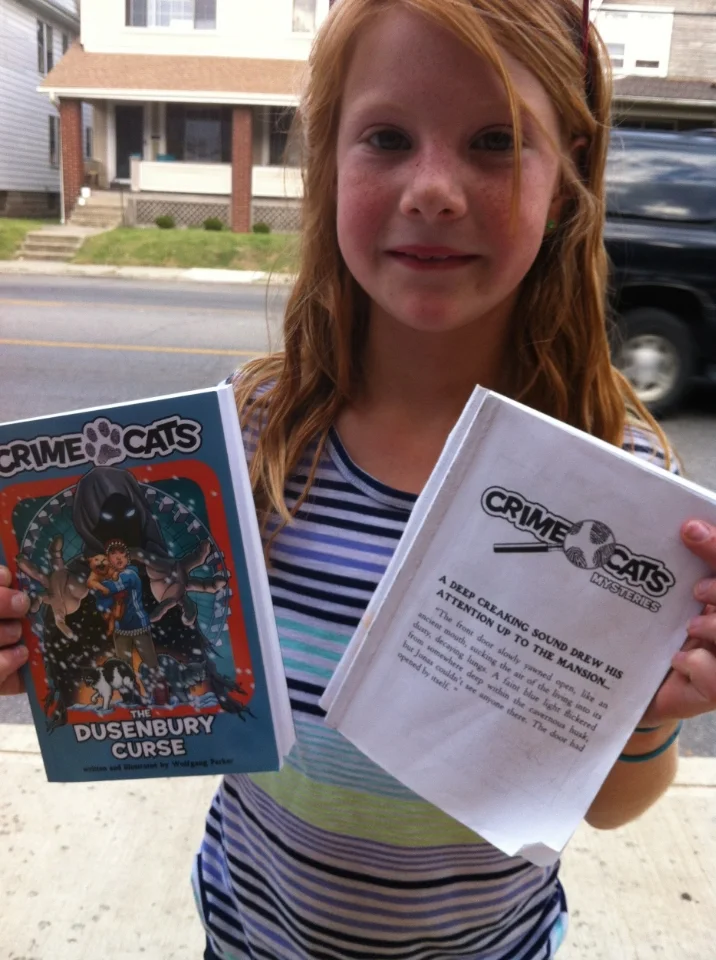 CRIME CATS
THE
DUSENBURY
CURSE
written and illustrated by Wolfgang Parker
CRIME CATS
MYSTERIES
A DEEP CREAKING SOUND DREW HIS
ATTENTION UP TO THE MANSION...
"The front door slowly yawned open, like an
ancient mouth, sucking the air of the living into its
dusty, decaying lungs. A faint blue light flickered
from somewhere deep within the cavernous husk,
but Jonas couldn't see anyone there. The door had
opened by itself. "